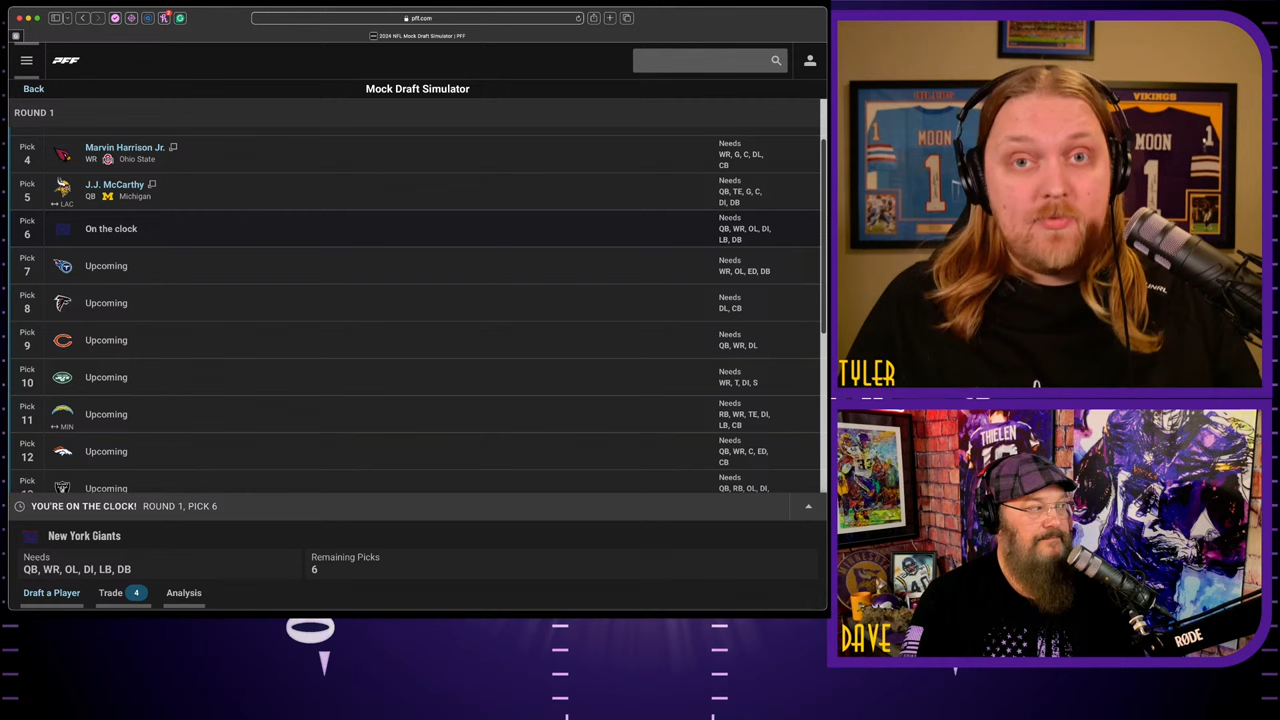 pff.com
2024 NFL Mock Draft Simulator | PFF
PFF
Back
Mock Draft Simulator
ROUND 1
Pick
4
Marvin Harrison Jr.
WR Ohio State
Needs
WR, G, C, DL,
CB
Pick
5
↔ LAC
J.J. McCarthy
QB Michigan
Needs
QB, TE, G, C,
DI, DB
Pick
6
On the clock
Needs
QB, WR, OL, DI,
LB, DB
Pick
7
Upcoming
Needs
WR, OL, ED, DB
Pick
8
Upcoming
Needs
DL, CB
Pick
9
Upcoming
Needs
QB, WR, DL
Pick
10
Upcoming
Needs
WR, T, DI, S
Pick
11
↔ MIN
Upcoming
Needs
RB, WR, TE, DI,
LB, CB
Pick
12
Upcoming
Needs
QB, WR, C, ED,
CB
Pick
Upcoming
Needs
QB, RB, OL, DI,
YOU'RE ON THE CLOCK! ROUND 1, PICK 6
New York Giants
Needs
QB, WR, OL, DI, LB, DB
Remaining Picks
6
Draft a Player
Trade 4
Analysis
VIKINGS
1
MOON
1
1
MOON
1
TYLER
THIELEN
MINNESOTA
RØDE
DAVE